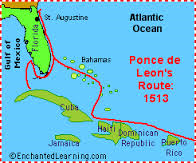 St. Augustine
Atlantic
Ocean
Gulf of
Mexico
Florida
Bahamas
Ponce de
Leon's
Route:
1513
Cuba
Haiti
Dominican
Republic
Jamaica
Puerto
Rico
©EnchantedLearning.com